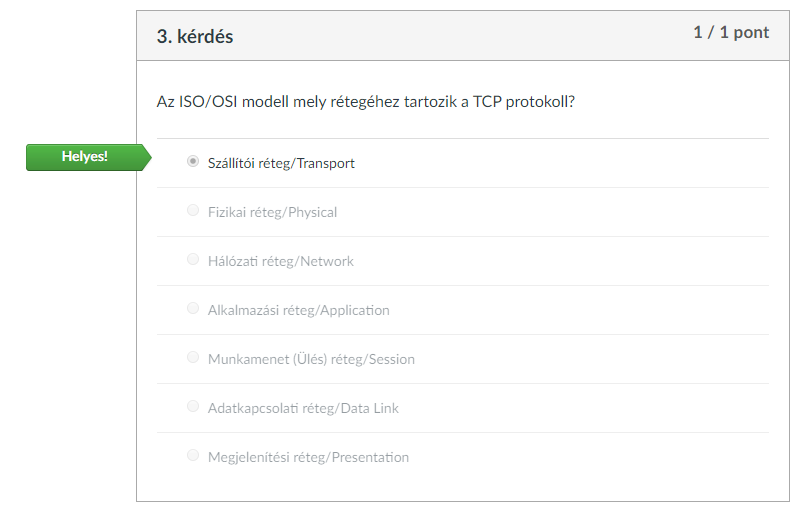 3. kérdés
1 / 1 pont
Az ISO/OSI modell mely rétegéhez tartozik a TCP protokoll?
Helyes!
Szállítói réteg/Transport
Fizikai réteg/Physical
Hálózati réteg/Network
Alkalmazási réteg/Application
Munkamenet (Ülés) réteg/Session
Adatkapcsolati réteg/Data Link
Megjelenítési réteg/Presentation